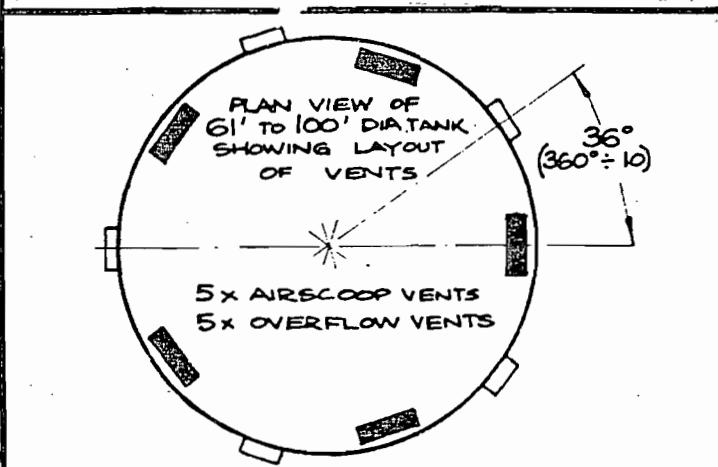 PLAN VIEW OF
61' TO 100' DIA. TANK
SHOWING LAYOUT
OF VENTS
36°
(360° ÷ 10)
5 x AIRSCOOP VENTS
5 x OVERFLOW VENTS